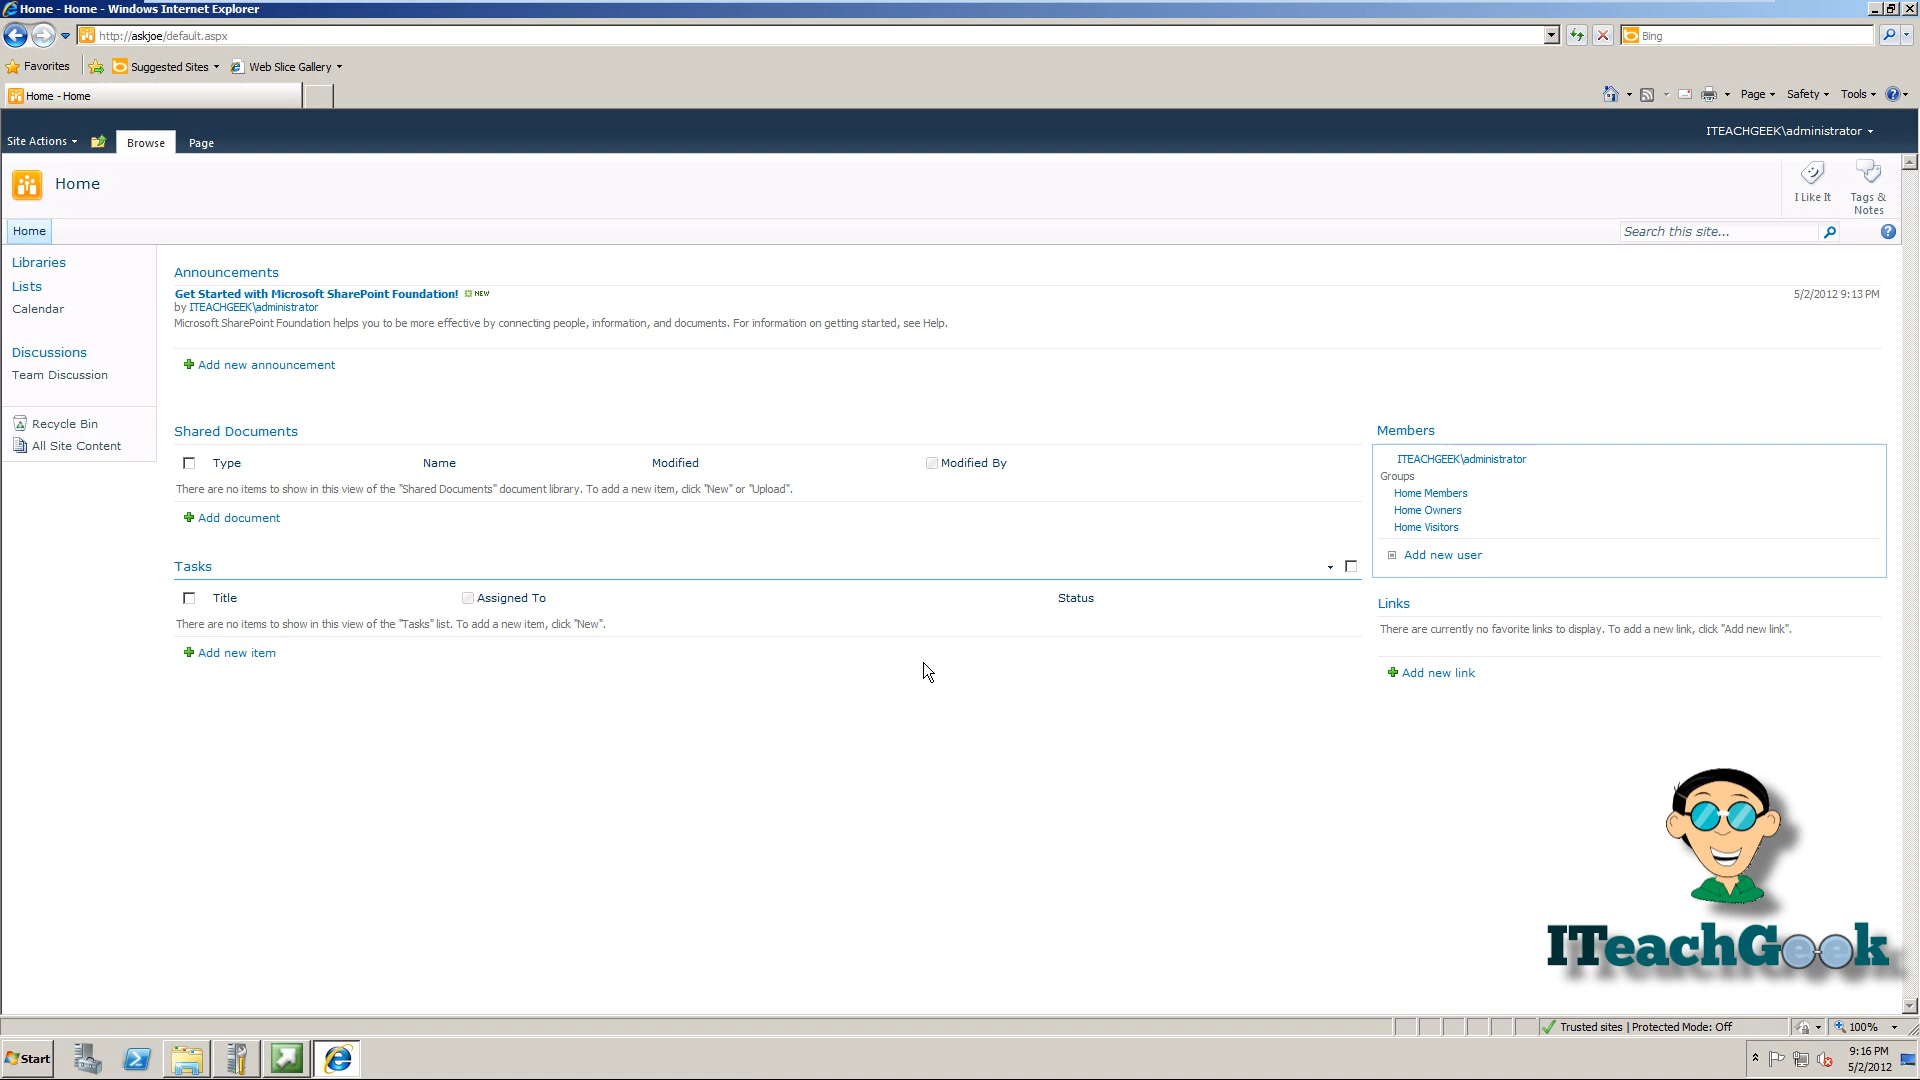 Home - Home - Windows Internet Explorer
http://askjoe/default.aspx
Bing
Favorites
Suggested Sites
Web Slice Gallery
Home - Home
Page
Safety
Tools
Site Actions
Browse
Page
ITEACHGEEK\administrator
Home
I Like It
Tags &
Notes
Home
Search this site...
Libraries
Lists
Calendar
Discussions
Team Discussion
Recycle Bin
All Site Content
Announcements
Get Started with Microsoft SharePoint Foundation! NEW
5/2/2012 9:13 PM
by ITEACHGEEK\administrator
Microsoft SharePoint Foundation helps you to be more effective by connecting people, information, and documents. For information on getting started, see Help.
Add new announcement
Shared Documents
Type Name Modified Modified By
There are no items to show in this view of the "Shared Documents" document library. To add a new item, click "New" or "Upload".
Add document
Tasks
Title Assigned To Status
There are no items to show in this view of the "Tasks" list. To add a new item, click "New".
Add new item
Members
ITEACHGEEK\administrator
Groups
Home Members
Home Owners
Home Visitors
Add new user
Links
There are currently no favorite links to display. To add a new link, click "Add new link".
Add new link
ITeachGeek
Trusted sites | Protected Mode: Off
100%
Start
9:16 PM
5/2/2012